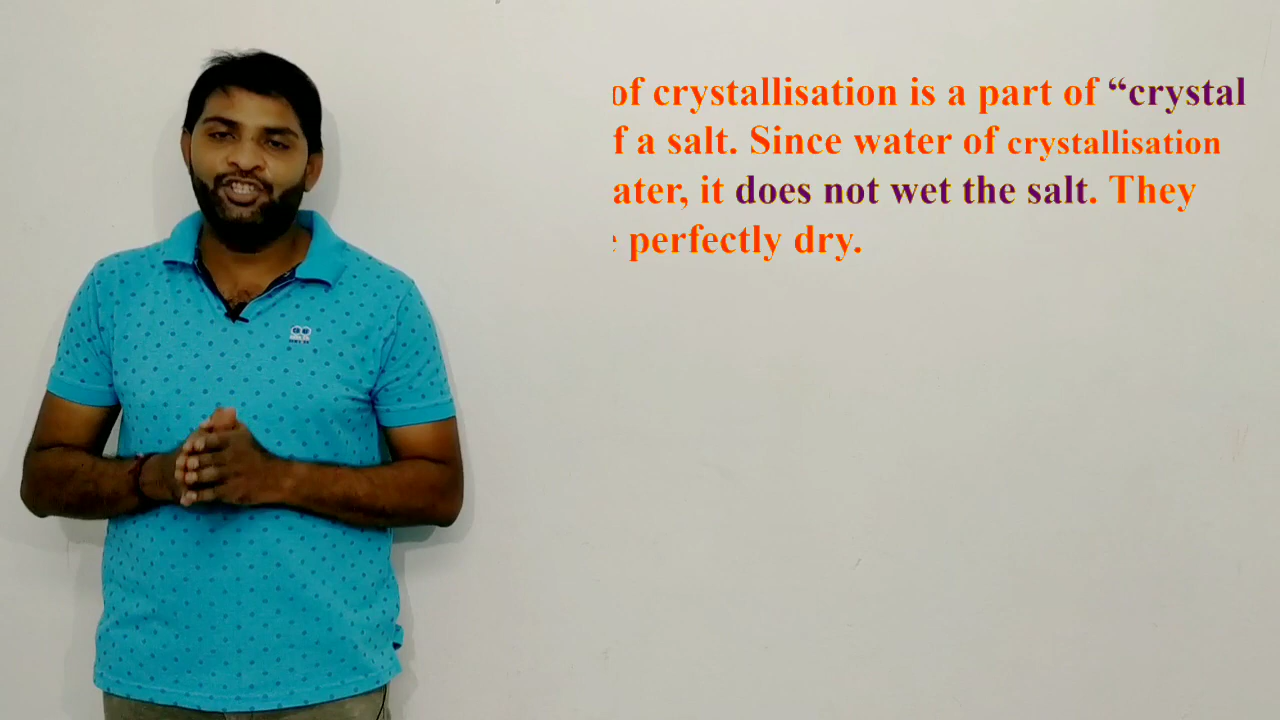 of crystallisation is a part of “crystal
f a salt. Since water of crystallisation
ater, it does not wet the salt. They
perfectly dry.